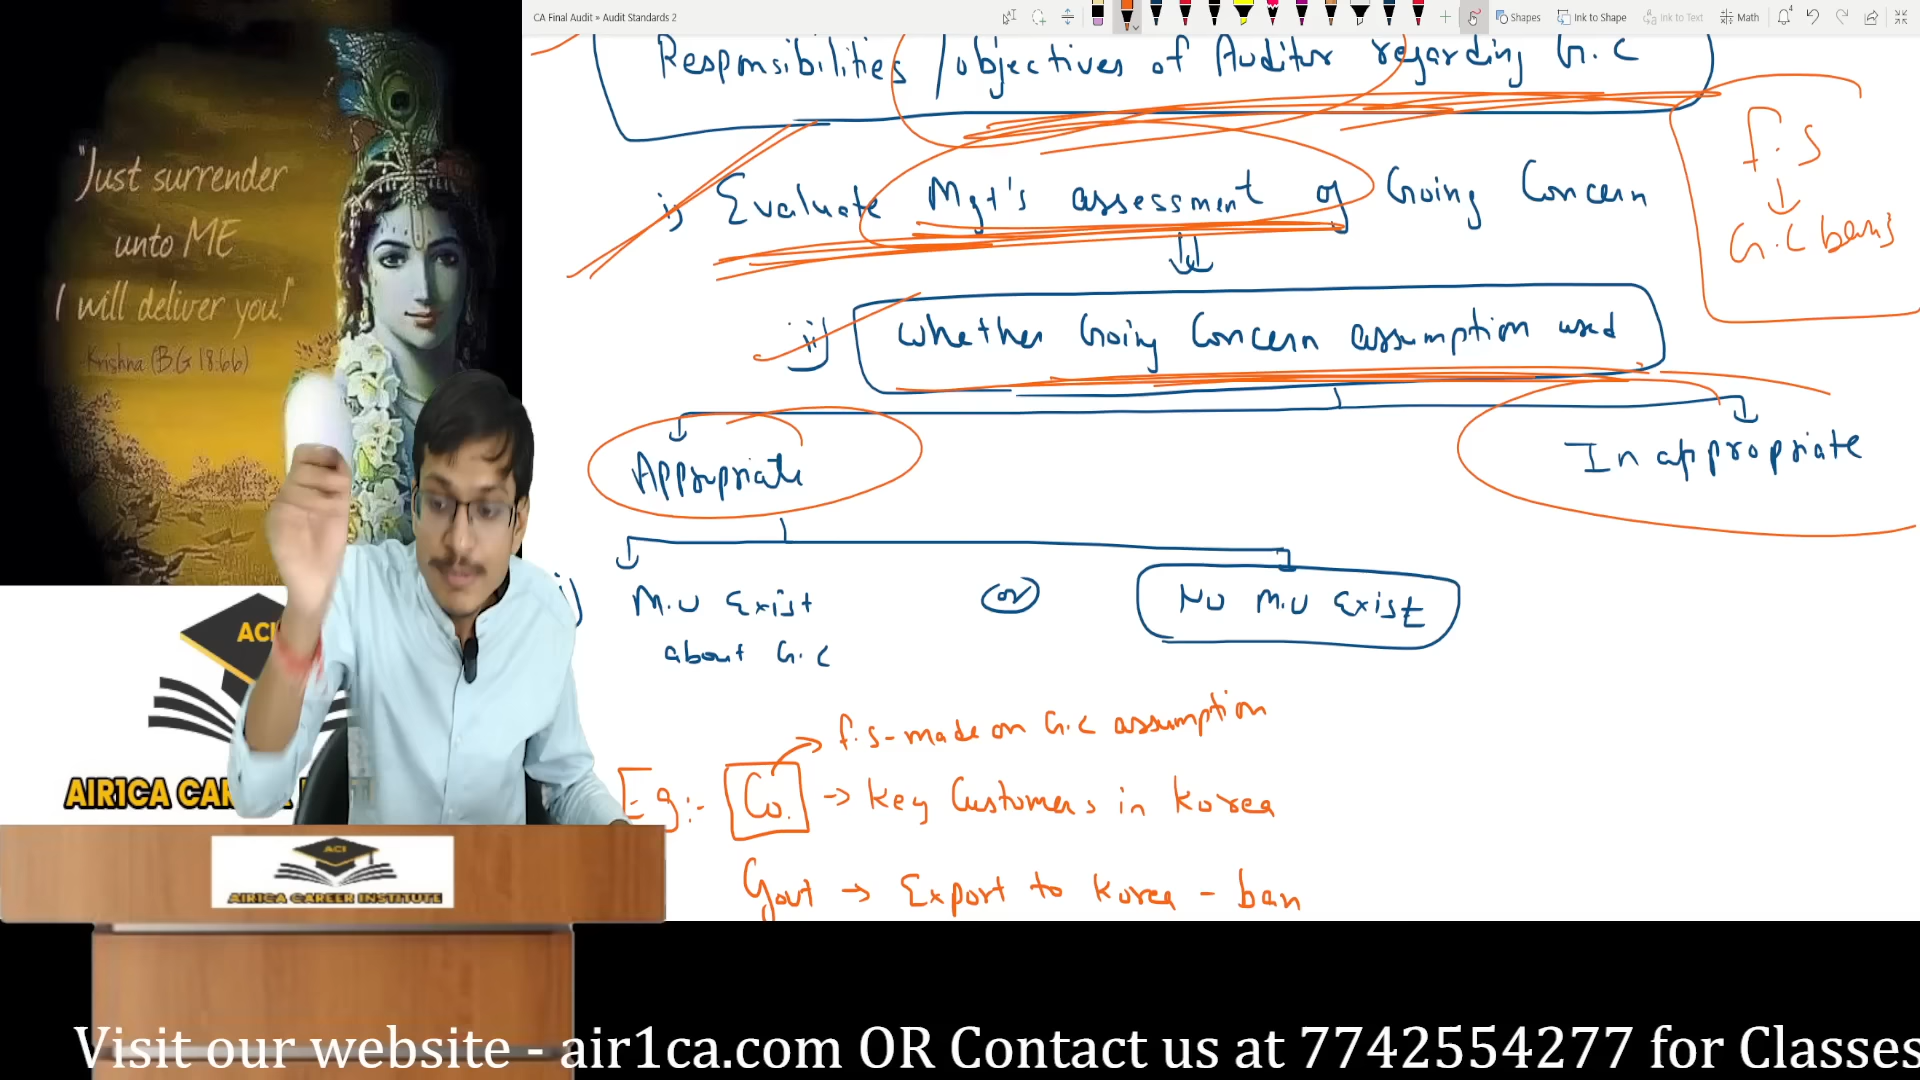 CA Final Audit » Audit Standards 2
Shapes
Ink to Shape
Ink to Text
Math
Responsibilities / objectives of Auditor regarding G.C
f.s
G.C basis
i) Evaluate Mgt's assessment of Going Concern
ii) Whether Going Concern assumption used
Appropriate
Inappropriate
M.U Exist
about G.C
or
No M.U Exist
f.s - made on G.C assumption
Eg:- Co. → Key Customers in Korea
Govt → Export to Korea - ban
"Just surrender
unto ME
I will deliver you!"
-Krishna (B.G 18.66)
ACI
AIR1CA CAR
ACI
AIR1CA CAREER INSTITUTE
Visit our website - air1ca.com OR Contact us at 7742554277 for Classes